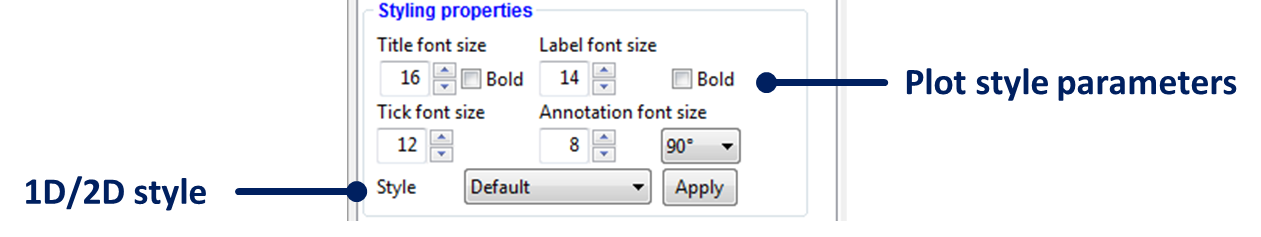 Styling properties
Title font size Label font size
16 Bold 14 Bold
Plot style parameters
Tick font size Annotation font size
12 8 90°
1D/2D style
Style Default Apply